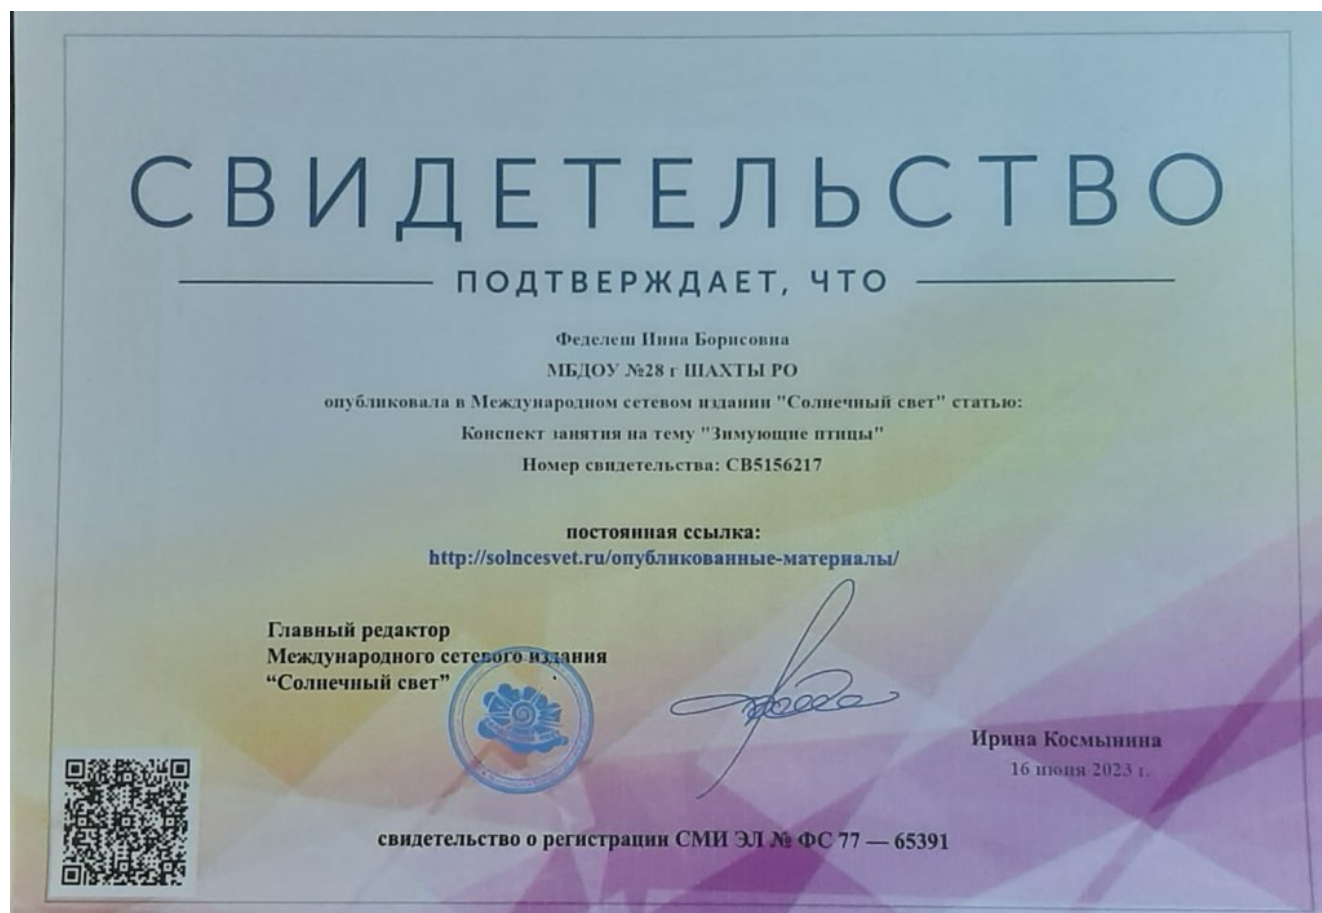 СВИДЕТЕЛЬСТВО
ПОДТВЕРЖДАЕТ, ЧТО
Феделеш Инна Борисовна
МБДОУ №28 г ШАХТЫ РО
опубликовала в Международном сетевом издании "Солнечный свет" статью:
Конспект занятия на тему "Зимующие птицы"
Номер свидетельства: СВ5156217
постоянная ссылка:
http://solncesvet.ru/опубликованные-материалы/
Главный редактор
Международного сетевого издания
“Солнечный свет”
Ирина Космынина
16 июня 2023 г.
свидетельство о регистрации СМИ ЭЛ № ФС 77 — 65391